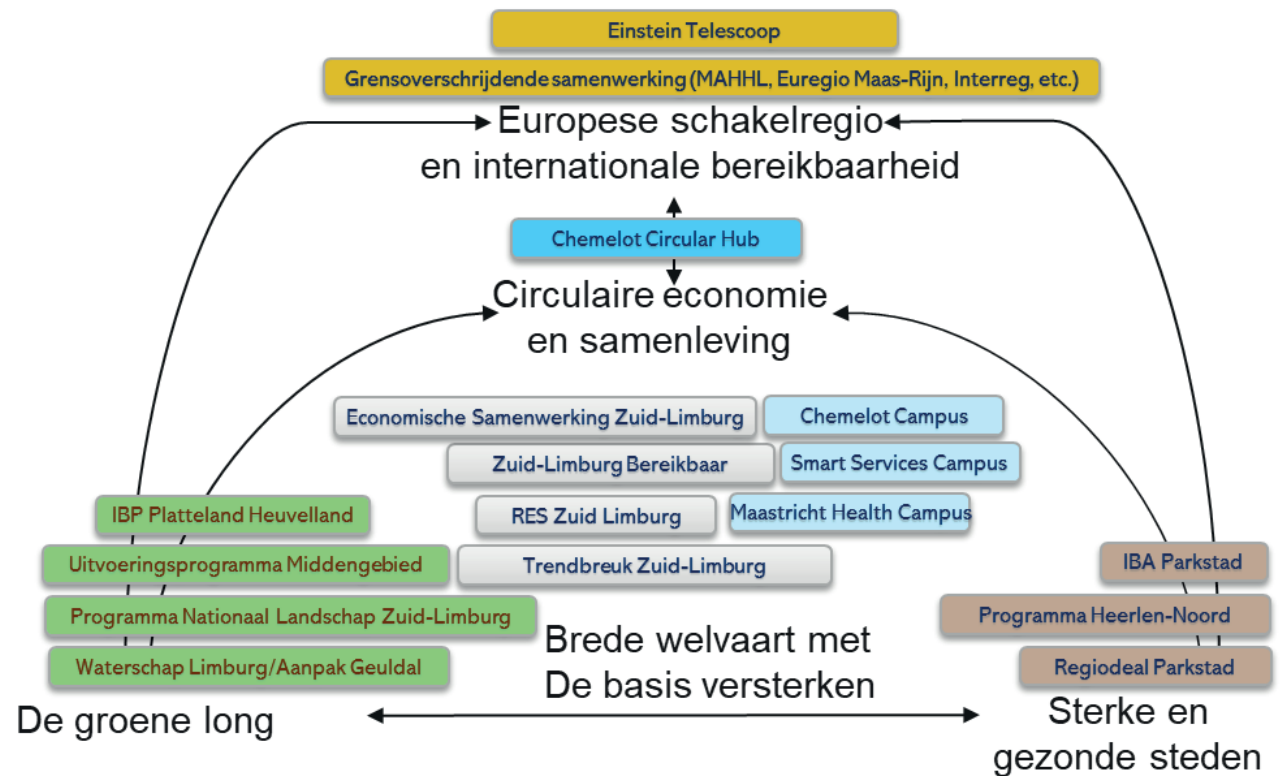 Einstein Telescoop
Grensoverschrijdende samenwerking (MAHHL, Euregio Maas-Rijn, Interreg, etc.)
Europese schakelregio
en internationale bereikbaarheid
Chemelot Circular Hub
Circulaire economie
en samenleving
Economische Samenwerking Zuid-Limburg
Chemelot Campus
Zuid-Limburg Bereikbaar
Smart Services Campus
IBP Platteland Heuvelland
RES Zuid Limburg
Maastricht Health Campus
Uitvoeringsprogramma Middengebied
Trendbreuk Zuid-Limburg
IBA Parkstad
Programma Nationaal Landschap Zuid-Limburg
Programma Heerlen-Noord
Brede welvaart met
De basis versterken
Waterschap Limburg/Aanpak Geuldal
Regiodeal Parkstad
De groene long
Sterke en
gezonde steden